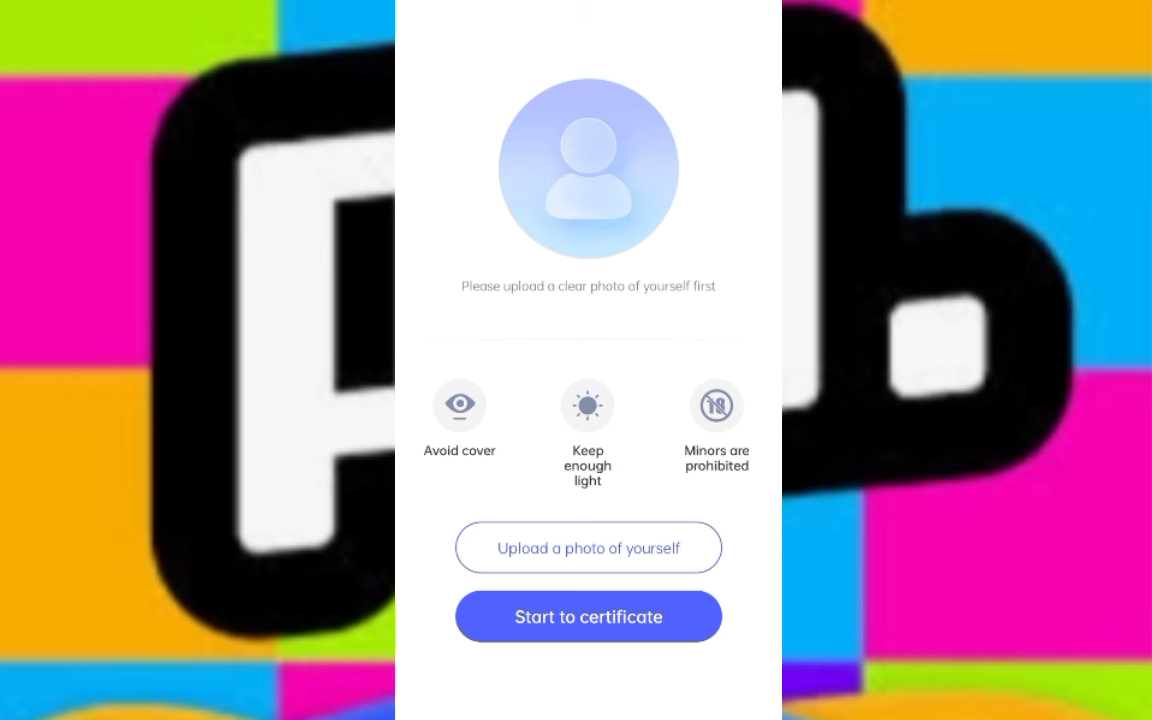 Please upload a clear photo of yourself first
Avoid cover
Keep
enough
light
18
Minors are
prohibited
Upload a photo of yourself
Start to certificate